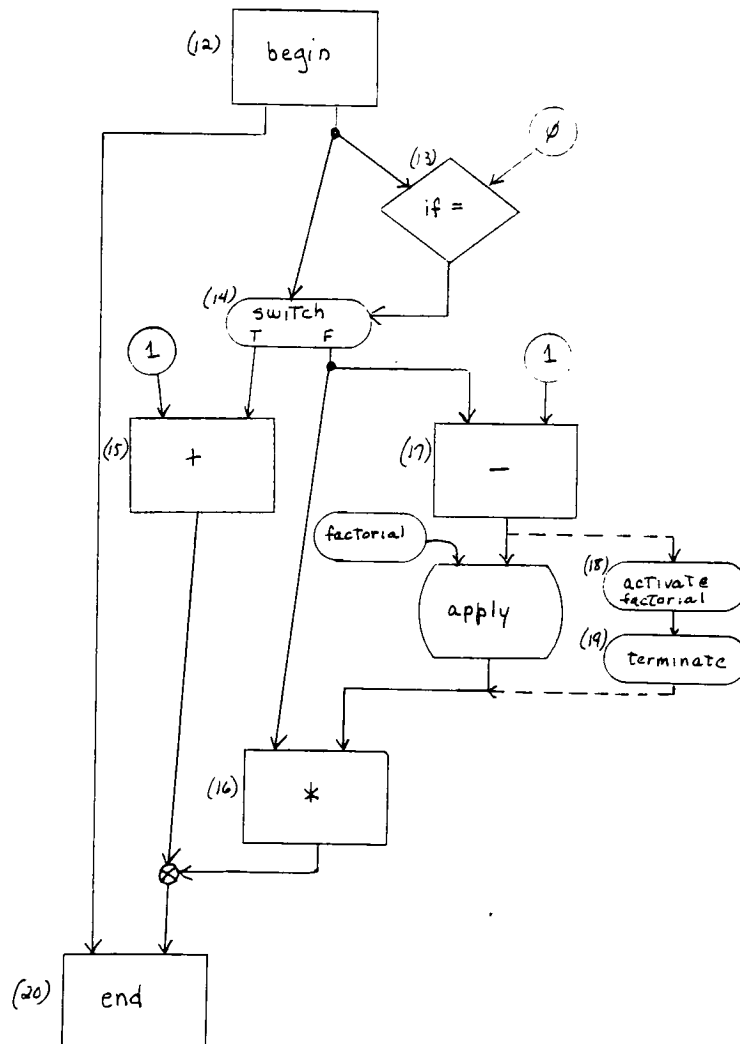 (12)
begin
(13)
φ
if =
(14)
switch
T F
1
1
(15)
+
(17)
-
factorial
(18)
activate
factorial
apply
(19)
terminate
(16)
*
(20)
end